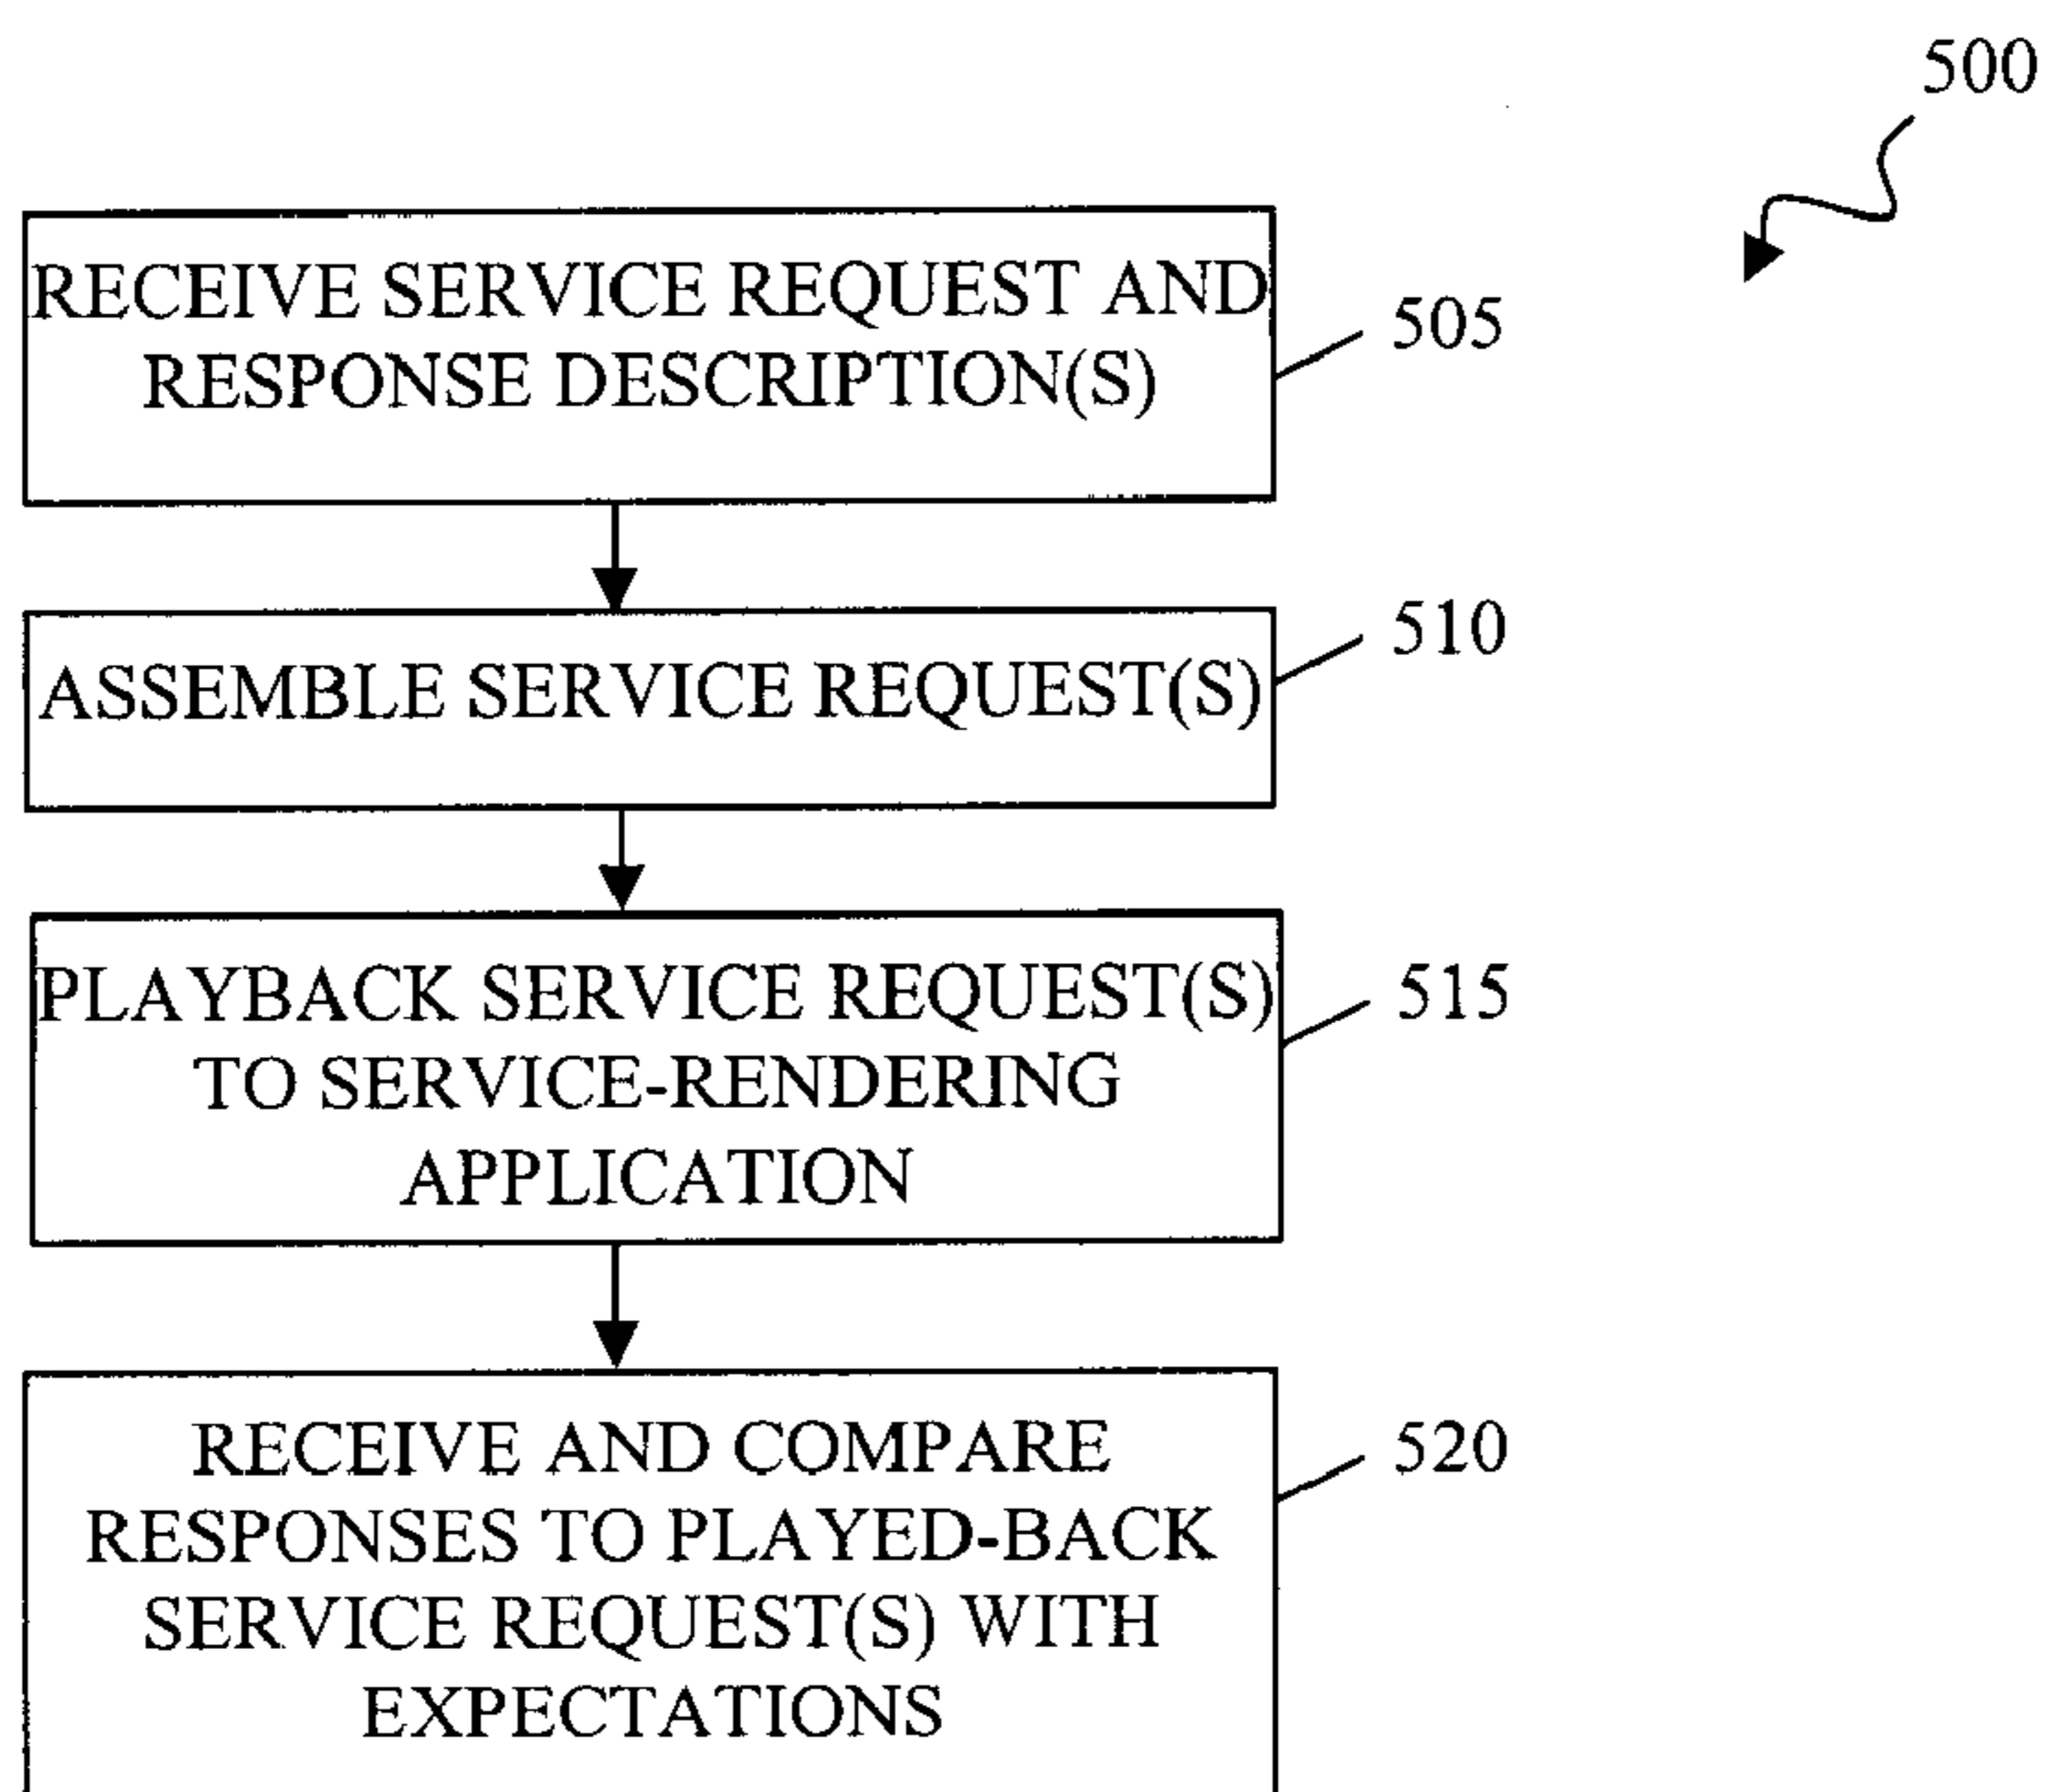 500
RECEIVE SERVICE REQUEST AND
RESPONSE DESCRIPTION(S)
505
ASSEMBLE SERVICE REQUEST(S)
510
PLAYBACK SERVICE REQUEST(S)
TO SERVICE-RENDERING
APPLICATION
515
RECEIVE AND COMPARE
RESPONSES TO PLAYED-BACK
SERVICE REQUEST(S) WITH
EXPECTATIONS
520